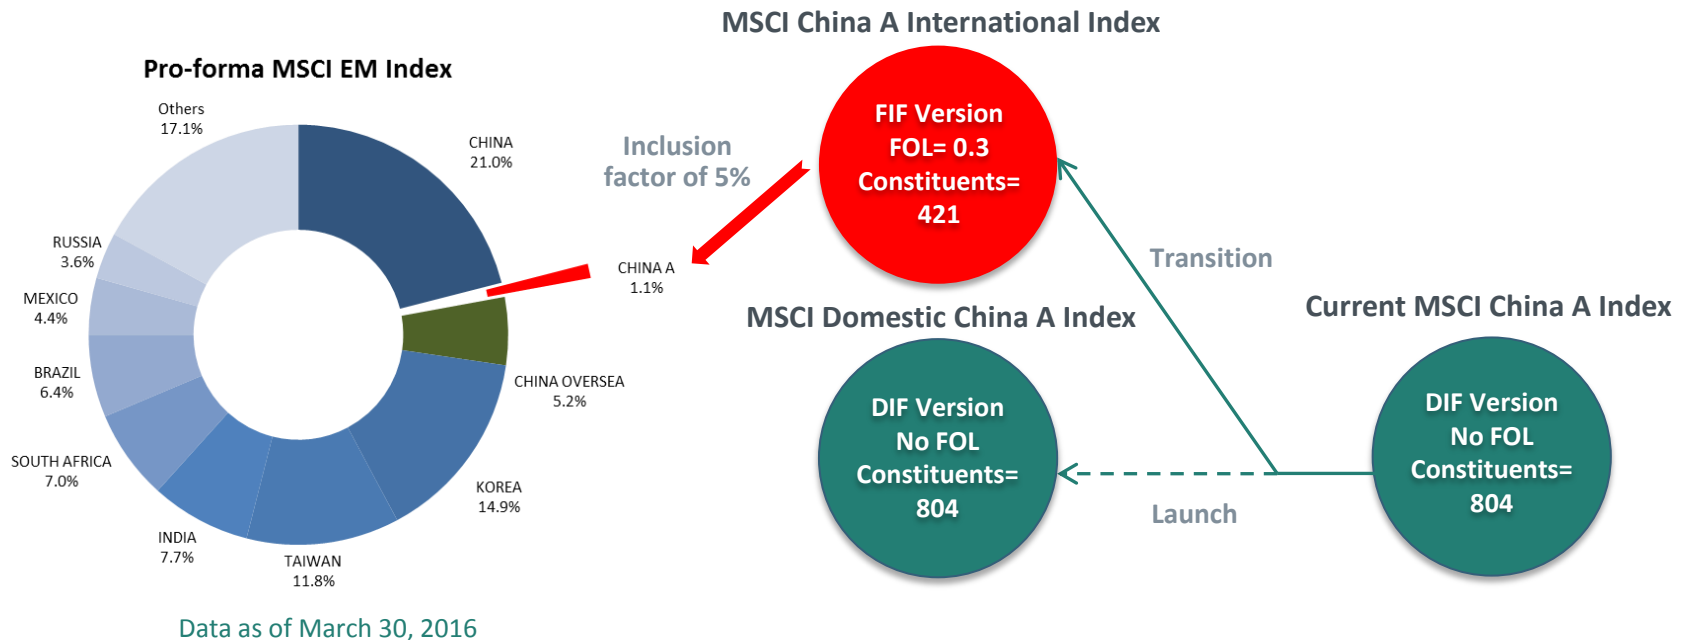 MSCI China A International Index
Pro-forma MSCI EM Index
Others
17.1%
CHINA
21.0%
RUSSIA
3.6%
MEXICO
4.4%
BRAZIL
6.4%
SOUTH AFRICA
7.0%
INDIA
7.7%
TAIWAN
11.8%
KOREA
14.9%
CHINA OVERSEA
5.2%
CHINA A
1.1%
Inclusion
factor of 5%
FIF Version
FOL= 0.3
Constituents=
421
Transition
MSCI Domestic China A Index
DIF Version
No FOL
Constituents=
804
Launch
Current MSCI China A Index
DIF Version
No FOL
Constituents=
804
Data as of March 30, 2016